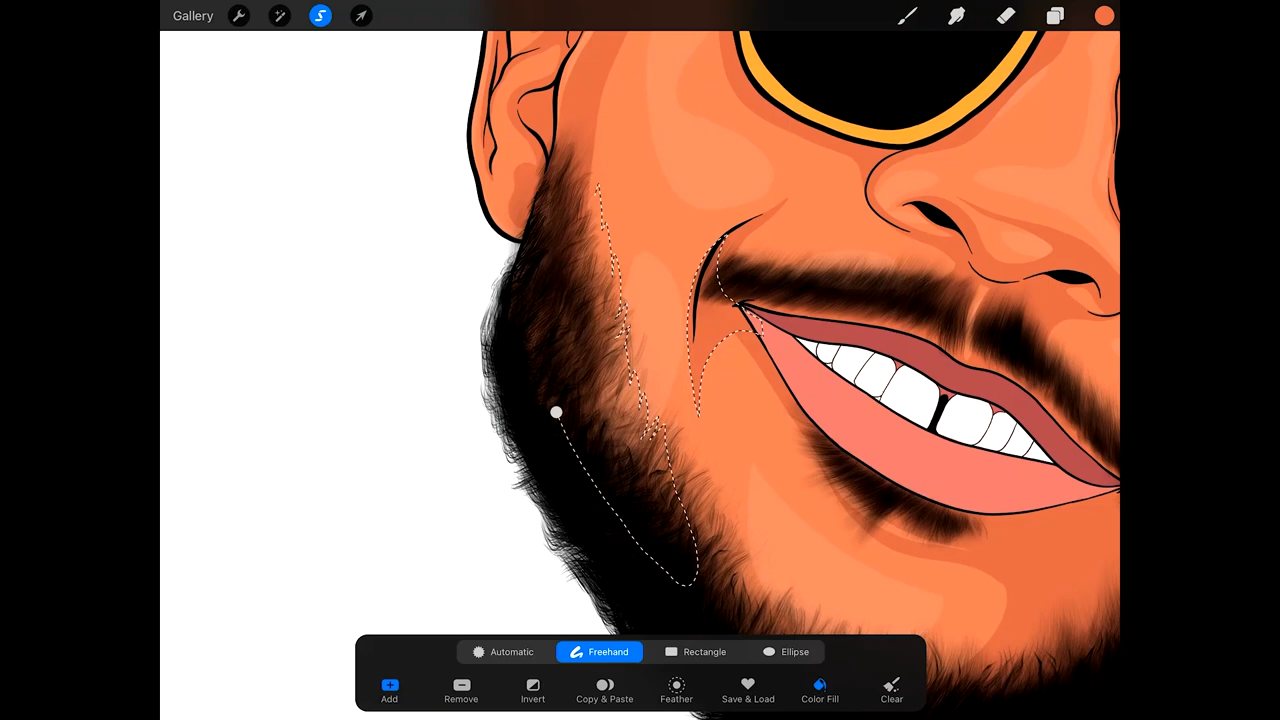 Gallery
Automatic Freehand Rectangle Ellipse
Add Remove Invert Copy & Paste Feather Save & Load Color Fill Clear